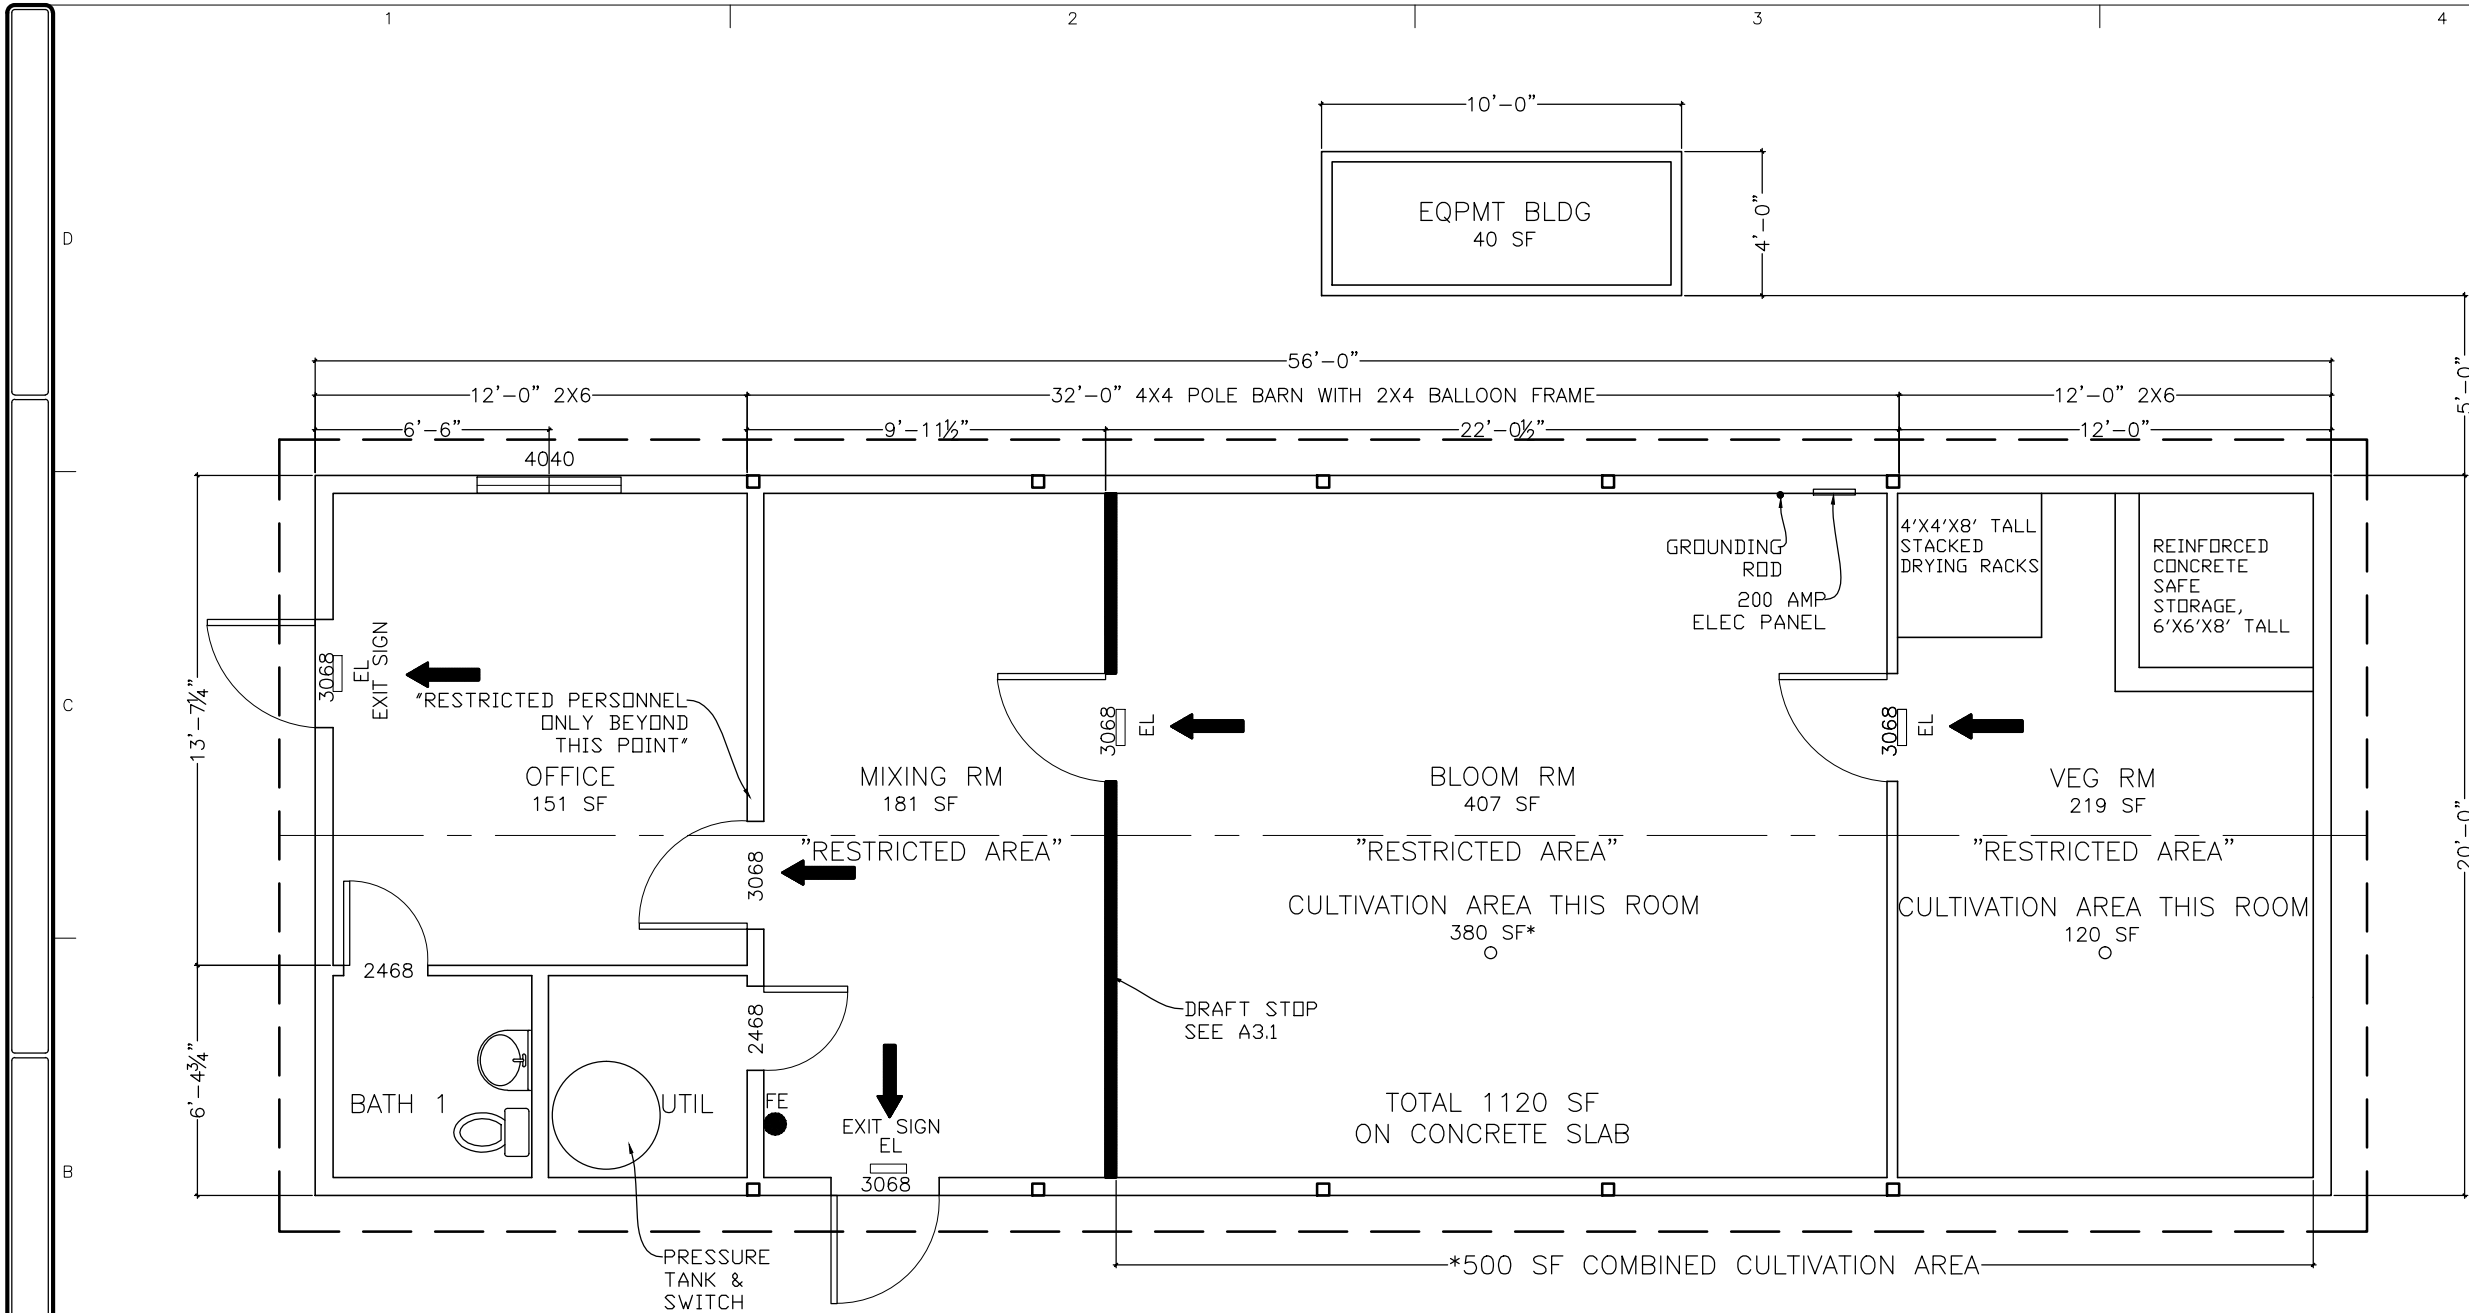 1
2
3
4
D
C
B
10'-0"
EQPMT BLDG
40 SF
4'-0"
5'-0"
56'-0"
12'-0" 2X6
32'-0" 4X4 POLE BARN WITH 2X4 BALLOON FRAME
12'-0" 2X6
6'-6"
9'-11½"
22'-0½"
12'-0"
4040
13'-7¼"
6'-4¾"
20'-0"
3068
EL
EXIT SIGN
"RESTRICTED PERSONNEL
ONLY BEYOND
THIS POINT"
OFFICE
151 SF
MIXING RM
181 SF
"RESTRICTED AREA"
3068
3068
EL
GROUNDING
ROD
200 AMP
ELEC PANEL
BLOOM RM
407 SF
"RESTRICTED AREA"
CULTIVATION AREA THIS ROOM
380 SF*
4'X4'X8' TALL
STACKED
DRYING RACKS
REINFORCED
CONCRETE
SAFE
STORAGE,
6'X6'X8' TALL
3068
EL
VEG RM
219 SF
"RESTRICTED AREA"
CULTIVATION AREA THIS ROOM
120 SF
2468
2468
BATH 1
UTIL
FE
EXIT SIGN
EL
3068
DRAFT STOP
SEE A3.1
TOTAL 1120 SF
ON CONCRETE SLAB
PRESSURE
TANK &
SWITCH
*500 SF COMBINED CULTIVATION AREA